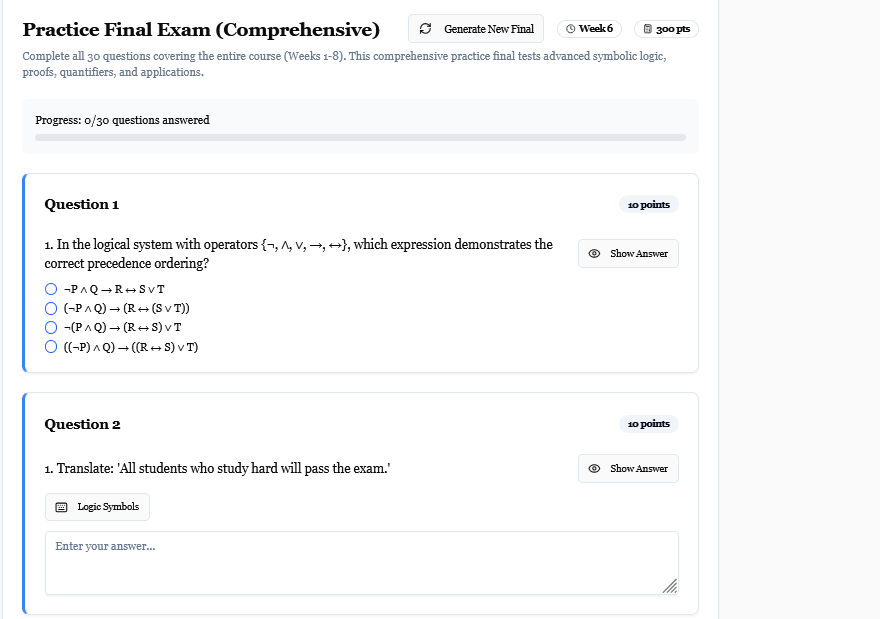 Practice Final Exam (Comprehensive)
Generate New Final
Week 6
300 pts
Complete all 30 questions covering the entire course (Weeks 1-8). This comprehensive practice final tests advanced symbolic logic,
proofs, quantifiers, and applications.
Progress: 0/30 questions answered
Question 1
10 points
1. In the logical system with operators {¬, ∧, ∨, →, ↔}, which expression demonstrates the
correct precedence ordering?
Show Answer
¬P ∧ Q → R ↔ S ∨ T
(¬P ∧ Q) → (R ↔ (S ∨ T))
¬(P ∧ Q) → (R ↔ S) ∨ T
((¬P) ∧ Q) → ((R ↔ S) ∨ T)
Question 2
10 points
1. Translate: 'All students who study hard will pass the exam.'
Show Answer
Logic Symbols
Enter your answer...